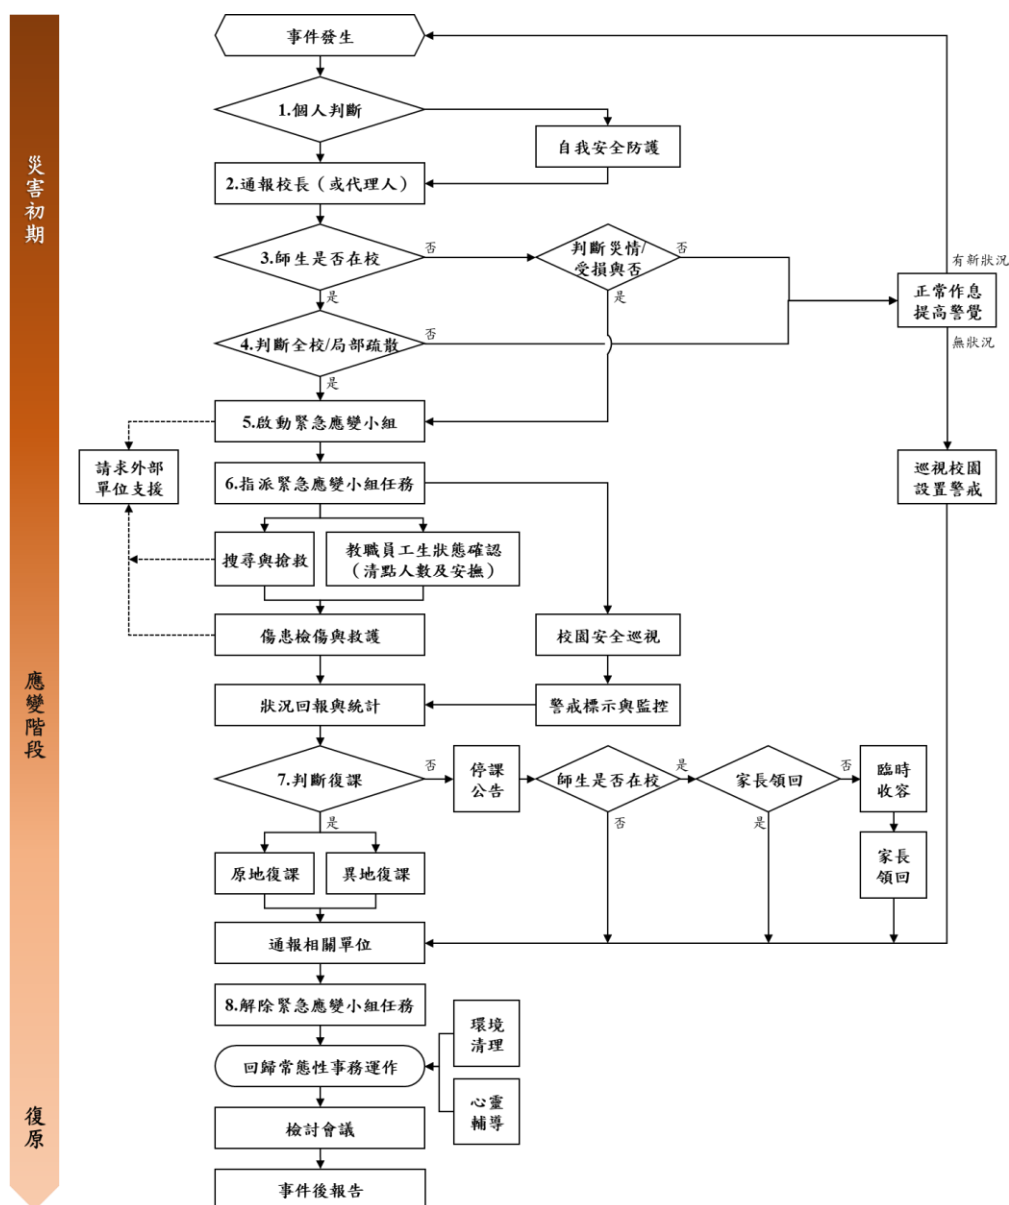 事件發生
1.個人判斷
自我安全防護
2.通報校長（或代理人）
災害初期
3.師生是否在校
否
是
判斷災情/
受損與否
否
是
有新狀況
正常作息
提高警覺
無狀況
4.判斷全校/局部疏散
否
是
5.啟動緊急應變小組
請求外部
單位支援
6.指派緊急應變小組任務
巡視校園
設置警戒
搜尋與搶救
教職員工生狀態確認
（清點人數及安撫）
傷患檢傷與救護
校園安全巡視
應變階段
狀況回報與統計
警戒標示與監控
7.判斷復課
否
是
停課
公告
師生是否在校
是
否
家長領回
否
是
臨時
收容
家長
領回
原地復課
異地復課
通報相關單位
8.解除緊急應變小組任務
環境
清理
回歸常態性事務運作
心靈
輔導
復原
檢討會議
事件後報告